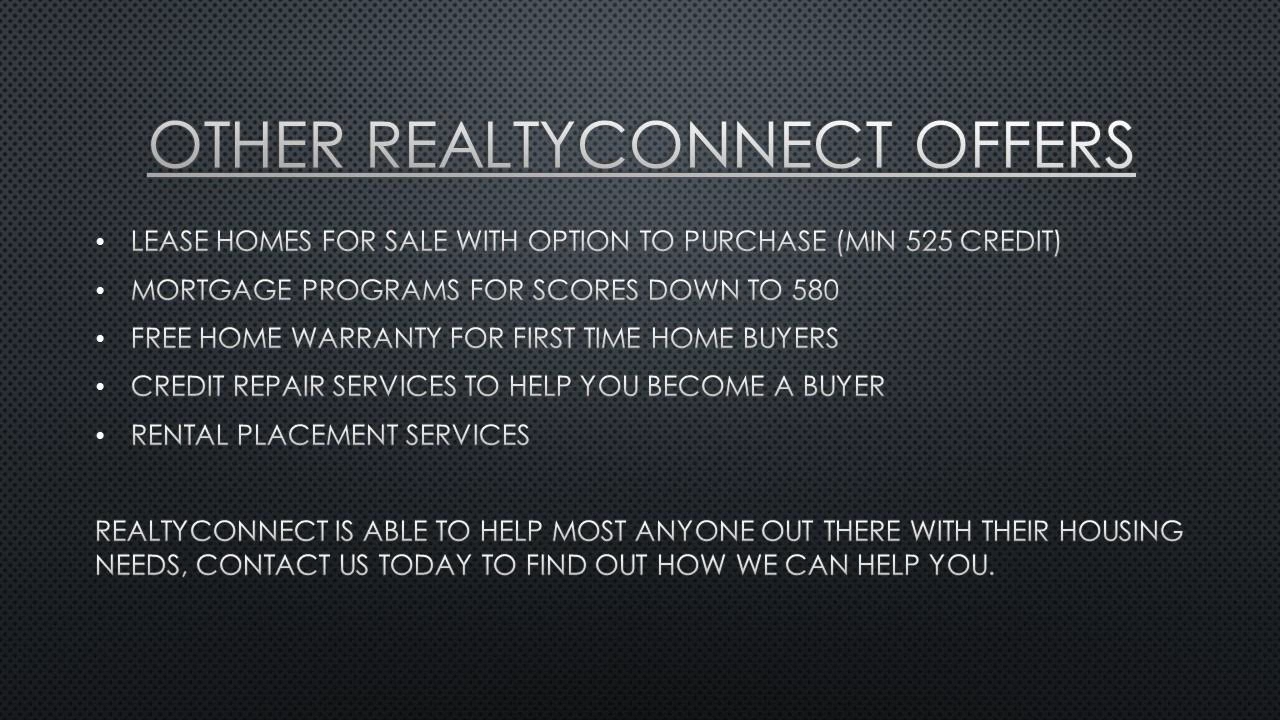 OTHER REALTYCONNECT OFFERS
• LEASE HOMES FOR SALE WITH OPTION TO PURCHASE (MIN 525 CREDIT)
• MORTGAGE PROGRAMS FOR SCORES DOWN TO 580
• FREE HOME WARRANTY FOR FIRST TIME HOME BUYERS
• CREDIT REPAIR SERVICES TO HELP YOU BECOME A BUYER
• RENTAL PLACEMENT SERVICES
REALTYCONNECT IS ABLE TO HELP MOST ANYONE OUT THERE WITH THEIR HOUSING
NEEDS, CONTACT US TODAY TO FIND OUT HOW WE CAN HELP YOU.